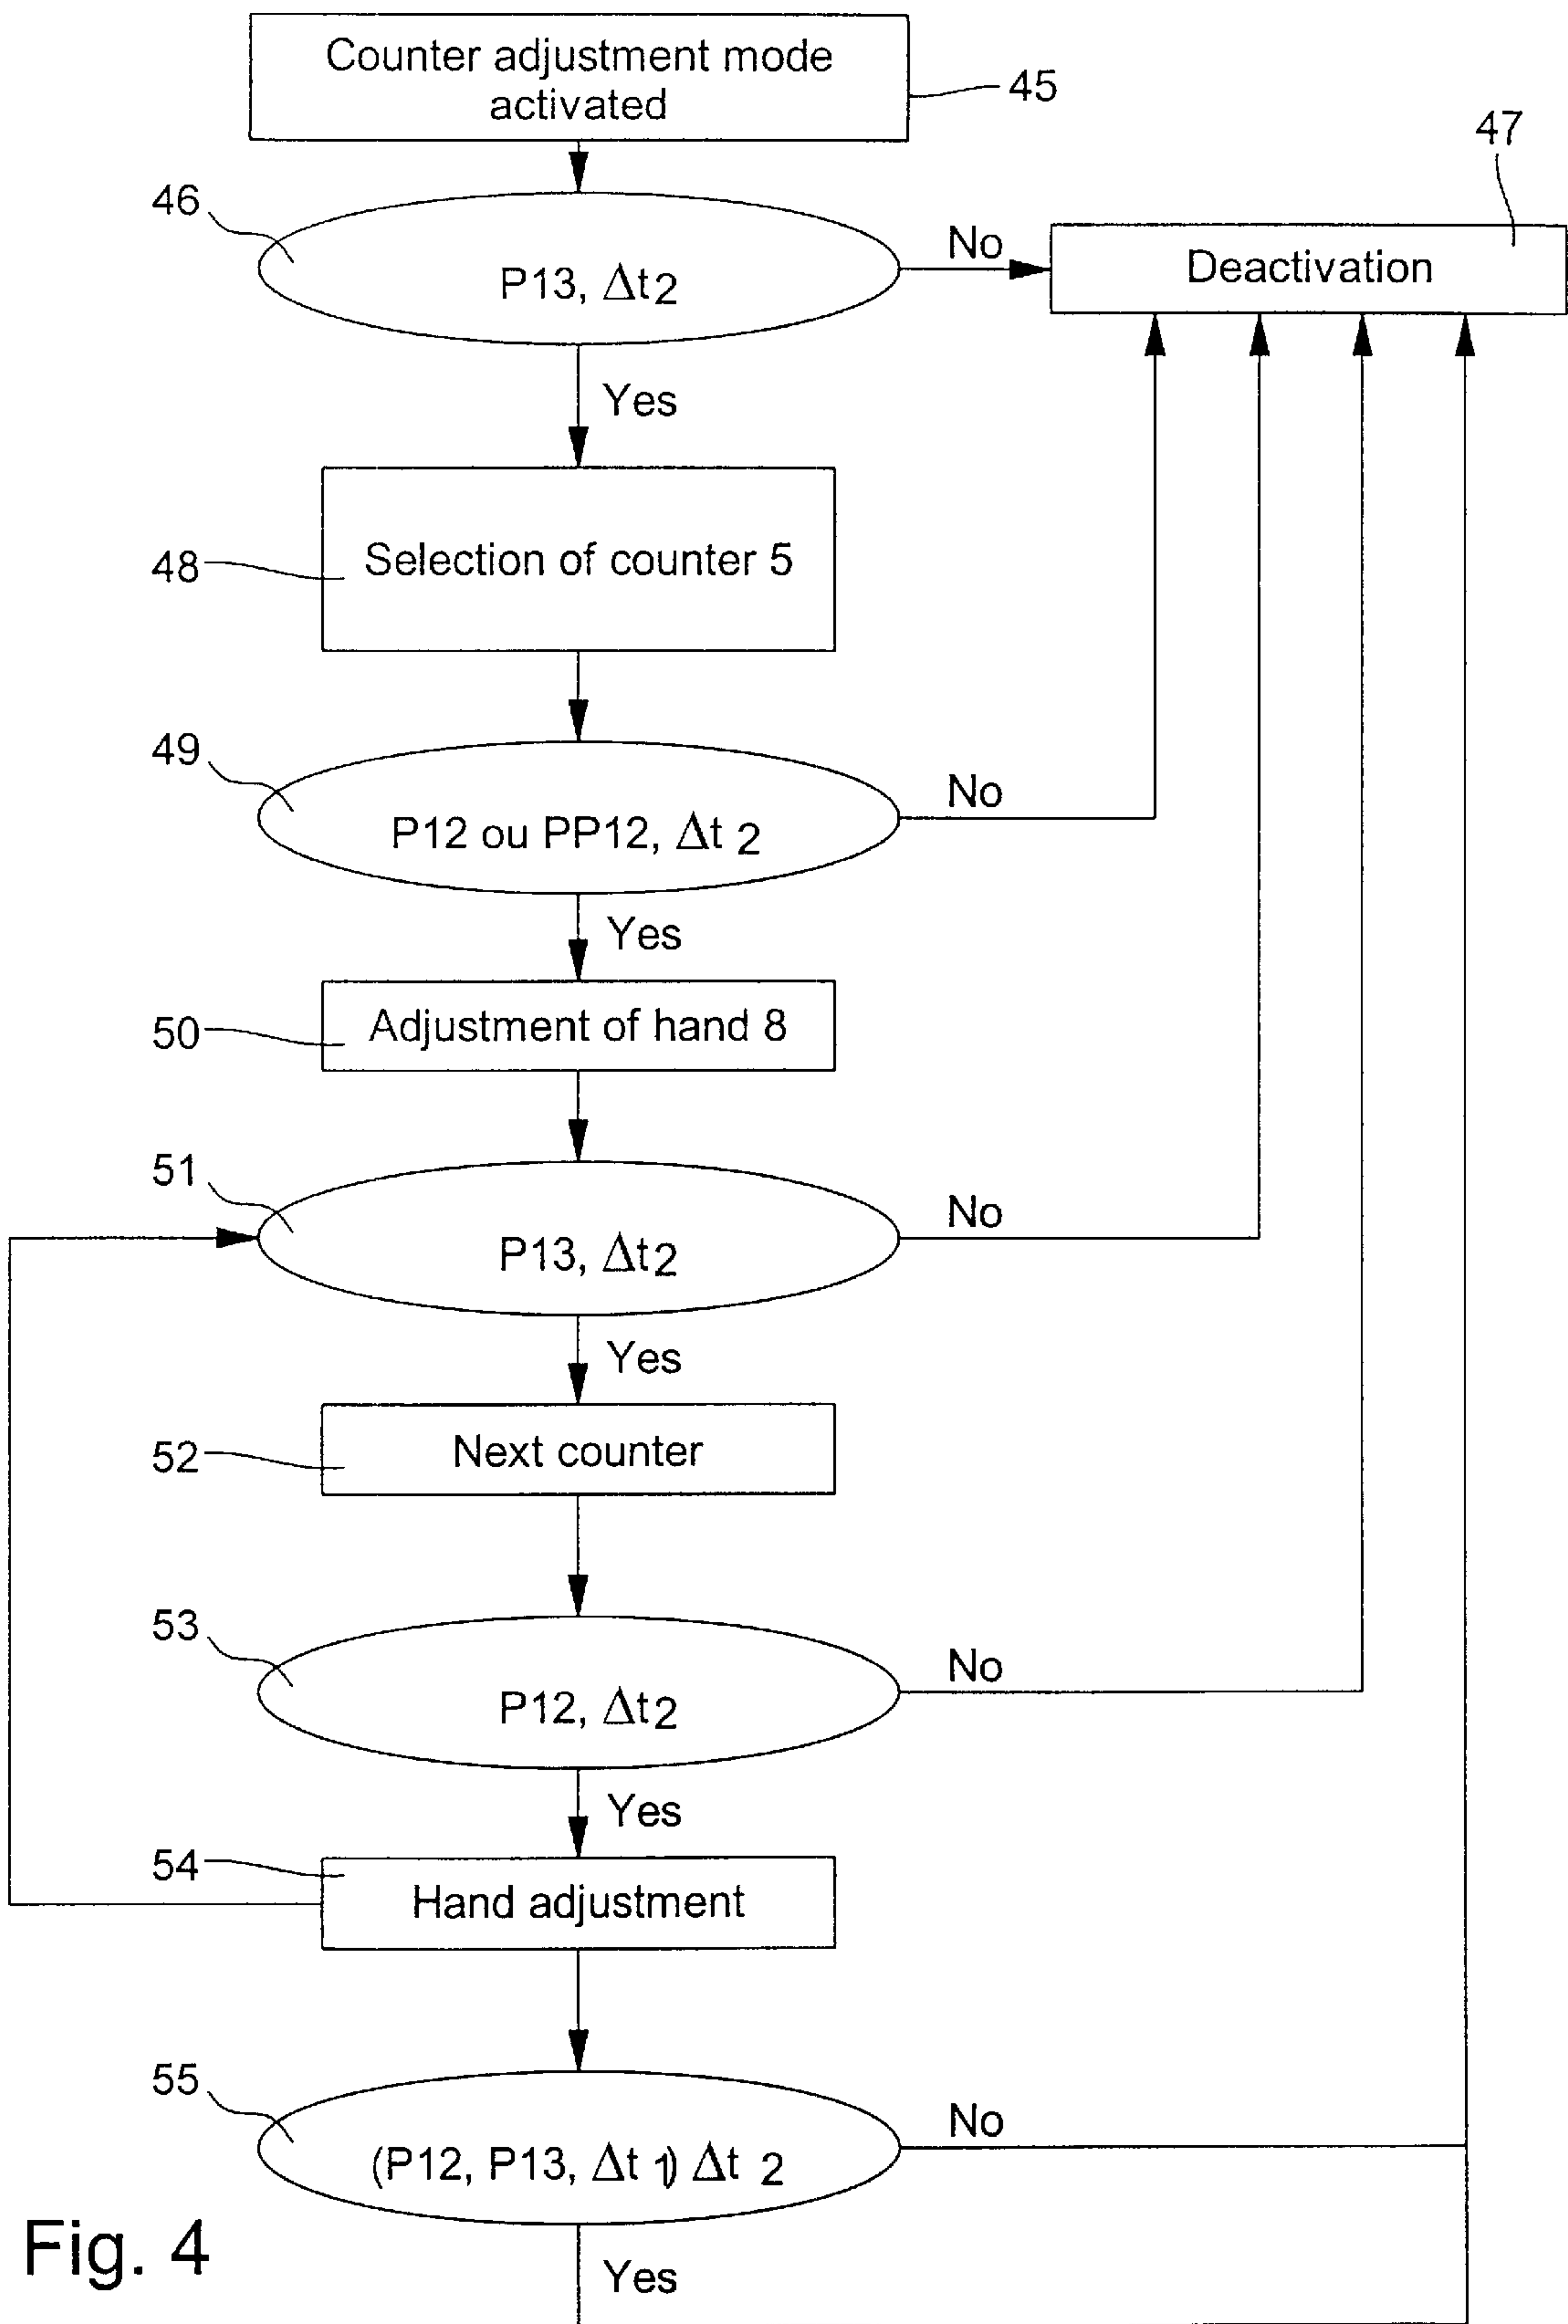 Counter adjustment mode
activated
45
47
46
P13, Δt2
No
Deactivation
Yes
48
Selection of counter 5
49
P12 ou PP12, Δt 2
No
Yes
50
Adjustment of hand 8
51
P13, Δt2
No
Yes
52
Next counter
53
P12, Δt2
No
Yes
54
Hand adjustment
55
(P12, P13, Δt 1) Δt 2
No
Yes
Fig. 4